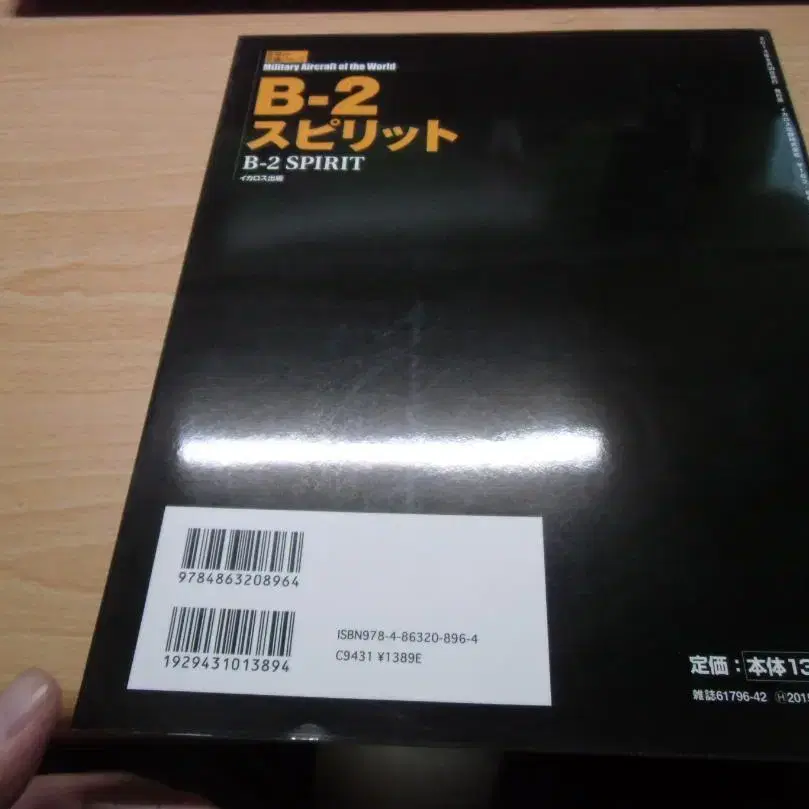 Military Aircraft of the World
B-2
スピリット
B-2 SPIRIT
イカロス出版
9784863208964
1929431013894
ISBN978-4-86320-896-4
C9431 ¥1389E
定価：本体13
雑誌61796-42 Ⓗ2015